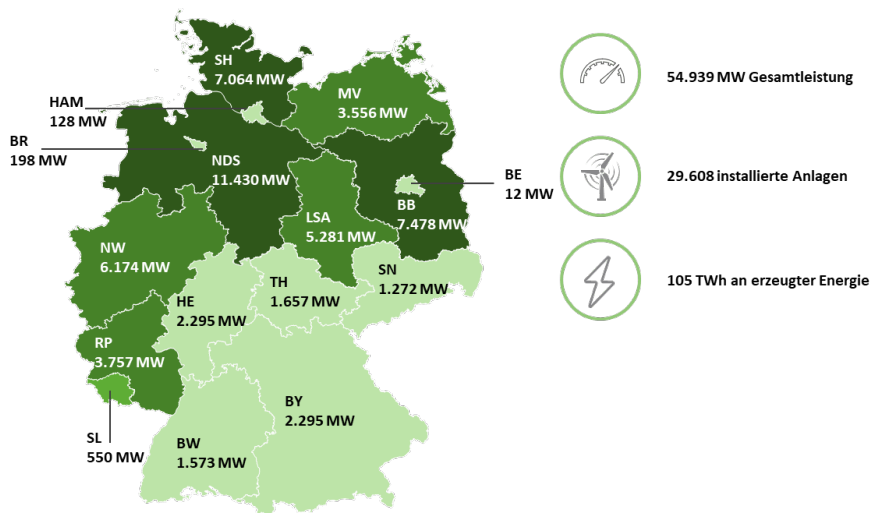 SH
7.064 MW
MV
3.556 MW
HAM
128 MW
BR
198 MW
NDS
11.430 MW
BE
12 MW
BB
7.478 MW
LSA
5.281 MW
NW
6.174 MW
SN
1.272 MW
TH
1.657 MW
HE
2.295 MW
RP
3.757 MW
BY
2.295 MW
SL
550 MW
BW
1.573 MW
54.939 MW Gesamtleistung
29.608 installierte Anlagen
105 TWh an erzeugter Energie